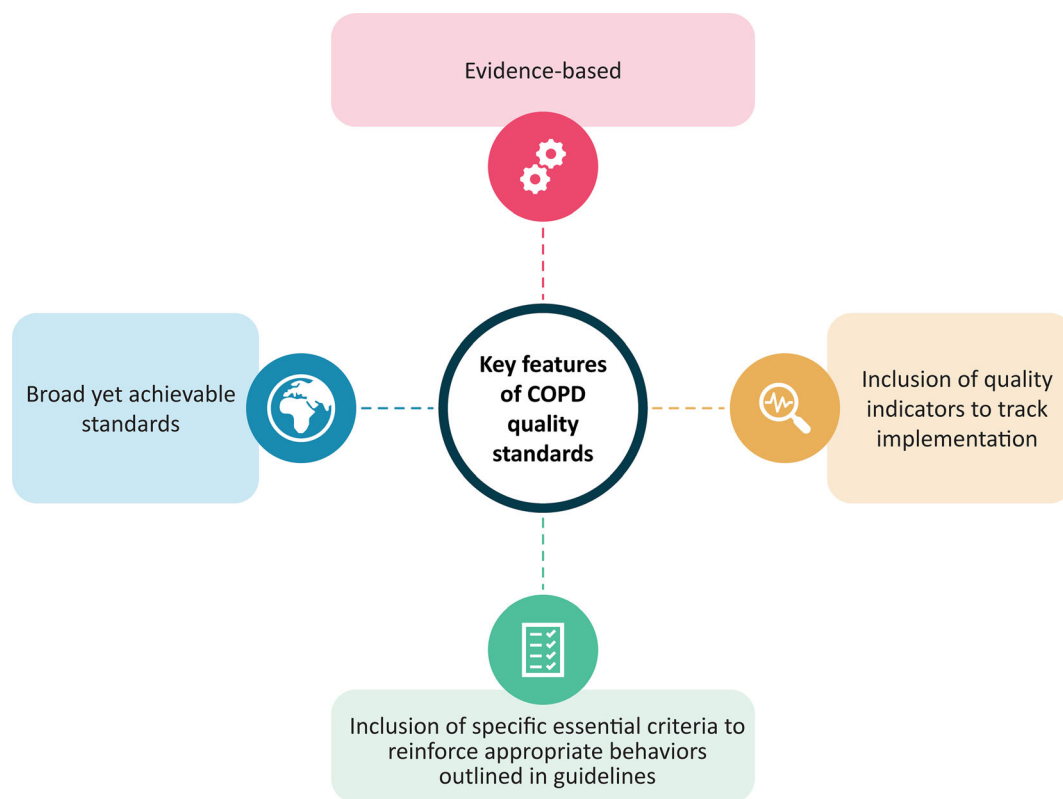 Evidence-based
Broad yet achievable
standards
Key features
of COPD
quality
standards
Inclusion of quality
indicators to track
implementation
Inclusion of specific essential criteria to
reinforce appropriate behaviors
outlined in guidelines